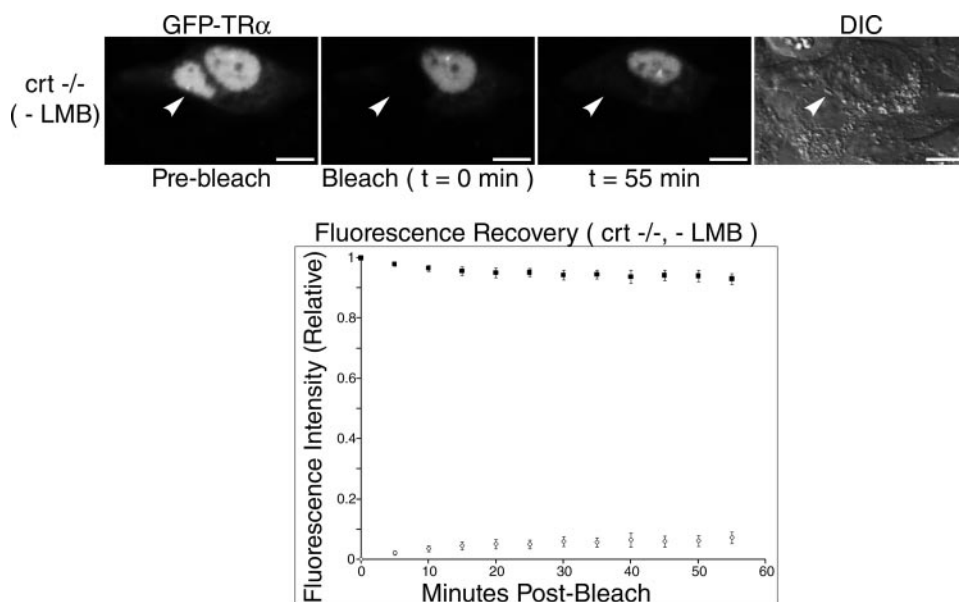 GFP-TRα
DIC
crt -/-
( - LMB)
Pre-bleach
Bleach ( t = 0 min )
t = 55 min
Fluorescence Recovery ( crt -/-, - LMB )
Fluorescence Intensity (Relative)
1
0.8
0.6
0.4
0.2
0
0
10
20
30
40
50
60
Minutes Post-Bleach